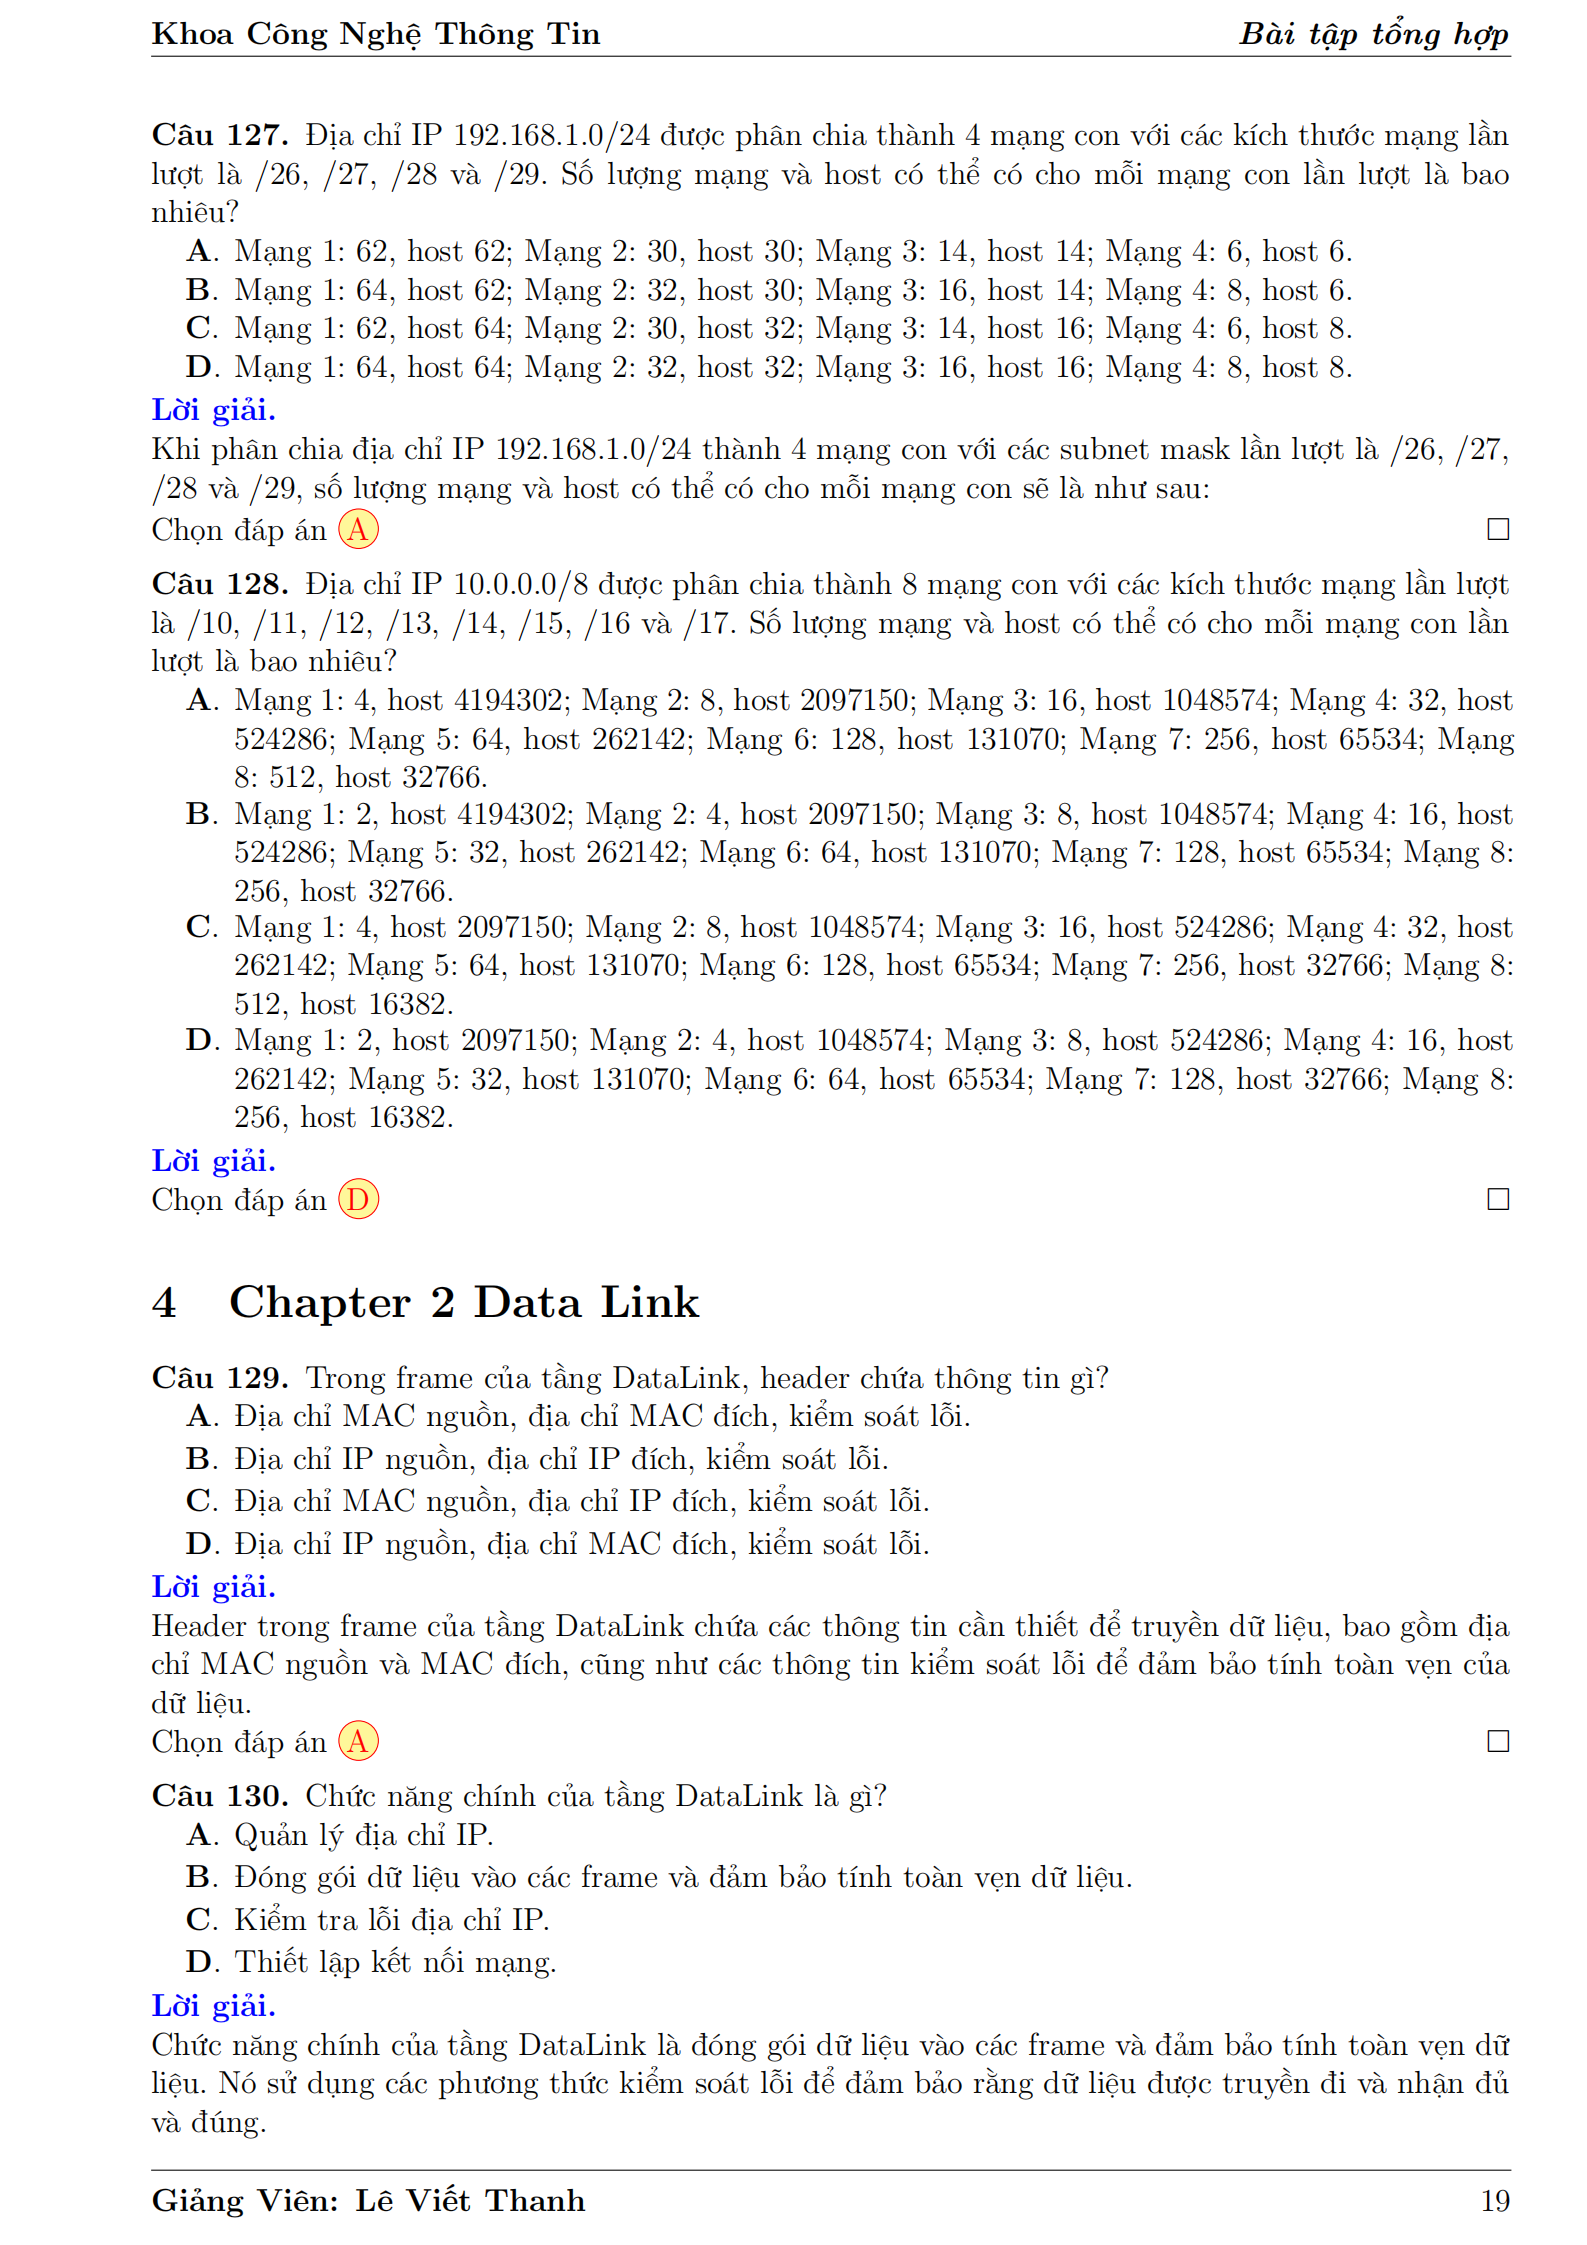 Khoa Công Nghệ Thông Tin
Bài tập tổng hợp
Câu 127. Địa chỉ IP 192.168.1.0/24 được phân chia thành 4 mạng con với các kích thước mạng lần
lượt là /26, /27, /28 và /29. Số lượng mạng và host có thể có cho mỗi mạng con lần lượt là bao
nhiêu?
A. Mạng 1: 62, host 62; Mạng 2: 30, host 30; Mạng 3: 14, host 14; Mạng 4: 6, host 6.
B. Mạng 1: 64, host 62; Mạng 2: 32, host 30; Mạng 3: 16, host 14; Mạng 4: 8, host 6.
C. Mạng 1: 62, host 64; Mạng 2: 30, host 32; Mạng 3: 14, host 16; Mạng 4: 6, host 8.
D. Mạng 1: 64, host 64; Mạng 2: 32, host 32; Mạng 3: 16, host 16; Mạng 4: 8, host 8.
Lời giải.
Khi phân chia địa chỉ IP 192.168.1.0/24 thành 4 mạng con với các subnet mask lần lượt là /26, /27,
/28 và /29, số lượng mạng và host có thể có cho mỗi mạng con sẽ là như sau:
Chọn đáp án A □
Câu 128. Địa chỉ IP 10.0.0.0/8 được phân chia thành 8 mạng con với các kích thước mạng lần lượt
là /10, /11, /12, /13, /14, /15, /16 và /17. Số lượng mạng và host có thể có cho mỗi mạng con lần
lượt là bao nhiêu?
A. Mạng 1: 4, host 4194302; Mạng 2: 8, host 2097150; Mạng 3: 16, host 1048574; Mạng 4: 32, host
524286; Mạng 5: 64, host 262142; Mạng 6: 128, host 131070; Mạng 7: 256, host 65534; Mạng
8: 512, host 32766.
B. Mạng 1: 2, host 4194302; Mạng 2: 4, host 2097150; Mạng 3: 8, host 1048574; Mạng 4: 16, host
524286; Mạng 5: 32, host 262142; Mạng 6: 64, host 131070; Mạng 7: 128, host 65534; Mạng 8:
256, host 32766.
C. Mạng 1: 4, host 2097150; Mạng 2: 8, host 1048574; Mạng 3: 16, host 524286; Mạng 4: 32, host
262142; Mạng 5: 64, host 131070; Mạng 6: 128, host 65534; Mạng 7: 256, host 32766; Mạng 8:
512, host 16382.
D. Mạng 1: 2, host 2097150; Mạng 2: 4, host 1048574; Mạng 3: 8, host 524286; Mạng 4: 16, host
262142; Mạng 5: 32, host 131070; Mạng 6: 64, host 65534; Mạng 7: 128, host 32766; Mạng 8:
256, host 16382.
Lời giải.
Chọn đáp án D □
4 Chapter 2 Data Link
Câu 129. Trong frame của tầng DataLink, header chứa thông tin gì?
A. Địa chỉ MAC nguồn, địa chỉ MAC đích, kiểm soát lỗi.
B. Địa chỉ IP nguồn, địa chỉ IP đích, kiểm soát lỗi.
C. Địa chỉ MAC nguồn, địa chỉ IP đích, kiểm soát lỗi.
D. Địa chỉ IP nguồn, địa chỉ MAC đích, kiểm soát lỗi.
Lời giải.
Header trong frame của tầng DataLink chứa các thông tin cần thiết để truyền dữ liệu, bao gồm địa
chỉ MAC nguồn và MAC đích, cũng như các thông tin kiểm soát lỗi để đảm bảo tính toàn vẹn của
dữ liệu.
Chọn đáp án A □
Câu 130. Chức năng chính của tầng DataLink là gì?
A. Quản lý địa chỉ IP.
B. Đóng gói dữ liệu vào các frame và đảm bảo tính toàn vẹn dữ liệu.
C. Kiểm tra lỗi địa chỉ IP.
D. Thiết lập kết nối mạng.
Lời giải.
Chức năng chính của tầng DataLink là đóng gói dữ liệu vào các frame và đảm bảo tính toàn vẹn dữ
liệu. Nó sử dụng các phương thức kiểm soát lỗi để đảm bảo rằng dữ liệu được truyền đi và nhận đủ
và đúng.
Giảng Viên: Lê Viết Thanh
19